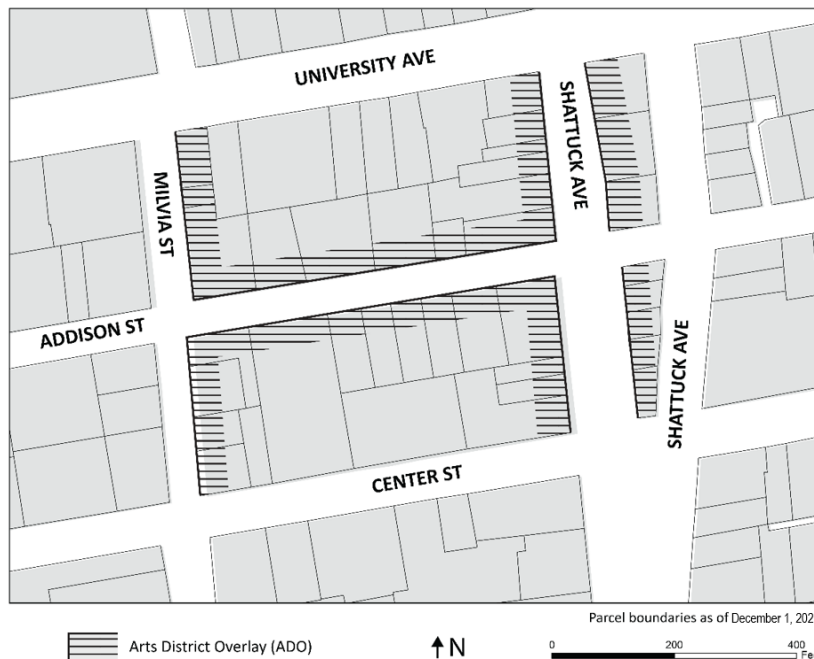 UNIVERSITY AVE
SHATTUCK AVE
MILVIA ST
ADDISON ST
SHATTUCK AVE
CENTER ST
Parcel boundaries as of December 1, 202
Arts District Overlay (ADO)
N
0 200 400
Fe